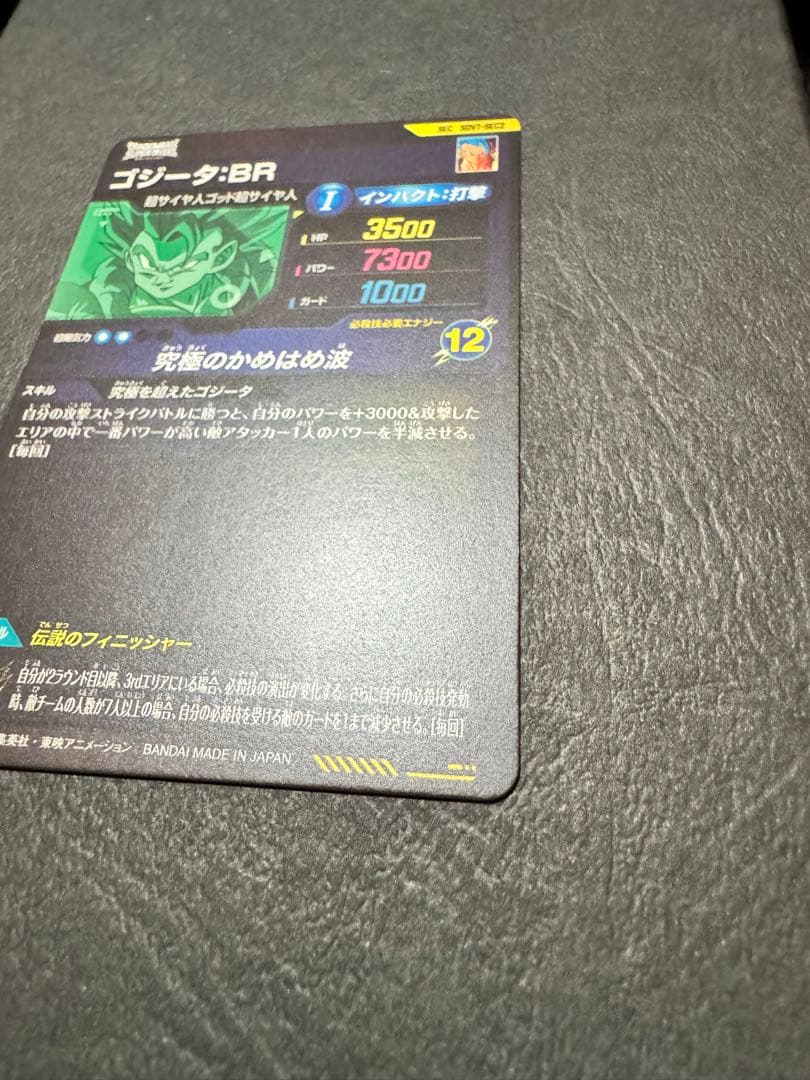 SEC SDV7-SEC2
ゴジータ:BR
超サイヤ人ゴッド超サイヤ人
I インパクト:打撃
HP 3500
パワー 7300
ガード 1000
必殺技必要エナジー
12
究極のかめはめ波
スキル 究極を超えたゴジータ
自分の攻撃ストライクバトルに勝つと、自分のパワーを+3000&攻撃した
エリアの中で一番パワーが高い敵アタッカー1人のパワーを半減させる。
[毎回]
ル 伝説のフィニッシャー
自分が2ラウンド目以降、3rdエリアにいる場合、必殺技の演出が変化する。さらに自分の必殺技発動
時、敵チームの人数が7人以上の場合、自分の必殺技を受ける敵のガードを1まで減少させる。[毎回]
集英社・東映アニメーション BANDAI MADE IN JAPAN